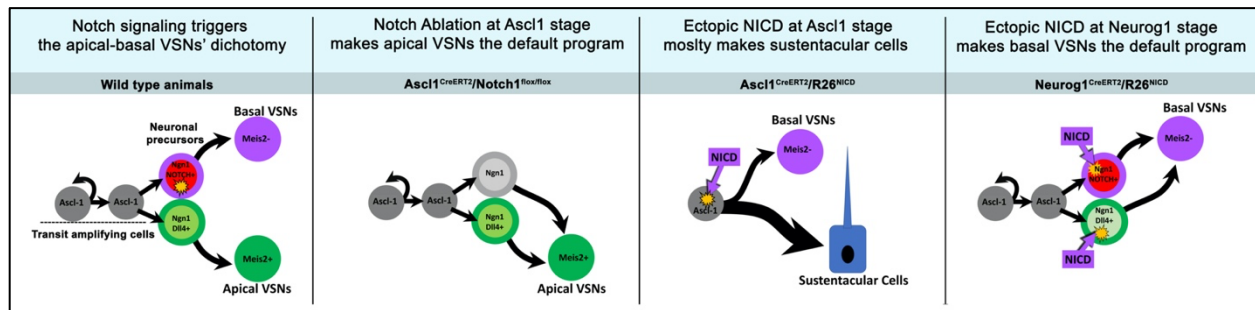 Notch signaling triggers
the apical-basal VSNs' dichotomy
Wild type animals
Basal VSNs
Meis2-
Neuronal
precursors
Ngn1
NOTCH+
Ascl-1
Ascl-1
Ngn1
Dll4+
Transit amplifying cells
Meis2+
Apical VSNs
Notch Ablation at Ascl1 stage
makes apical VSNs the default program
Ascl1CreERT2/Notch1flox/flox
Ngn1
Ascl-1
Ascl-1
Ngn1
Dll4+
Meis2+
Apical VSNs
Ectopic NICD at Ascl1 stage
moslty makes sustentacular cells
Ascl1CreERT2/R26NICD
Basal VSNs
NICD
Meis2-
Ascl-1
Sustentacular Cells
Ectopic NICD at Neurog1 stage
makes basal VSNs the default program
Neurog1CreERT2/R26NICD
Basal VSNs
NICD
Meis2-
Ngn1
NOTCH+
Ascl-1
Ascl-1
Ngn1
Dll4+
NICD